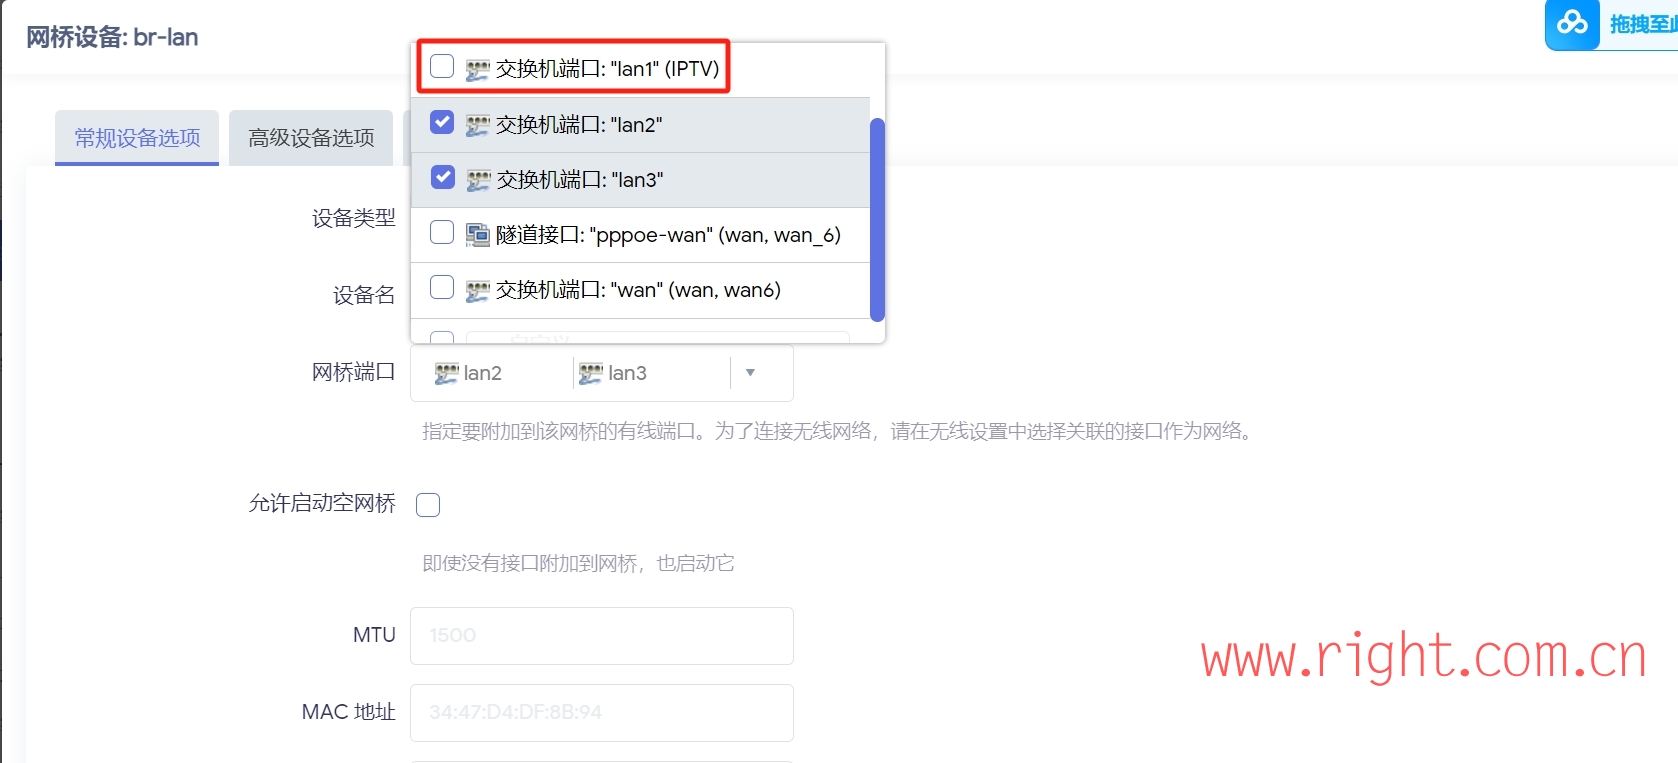 网桥设备: br-lan
拖拽至此
交换机端口: "lan1" (IPTV)
常规设备选项
高级设备选项
交换机端口: "lan2"
交换机端口: "lan3"
设备类型
隧道接口: "pppoe-wan" (wan, wan_6)
设备名
交换机端口: "wan" (wan, wan6)
网桥端口
lan2
lan3
指定要附加到该网桥的有线端口。为了连接无线网络，请在无线设置中选择关联的接口作为网络。
允许启动空网桥
即使没有接口附加到网桥，也启动它
MTU
1500
www.right.com.cn
MAC 地址
34:47:D4:DF:8B:94